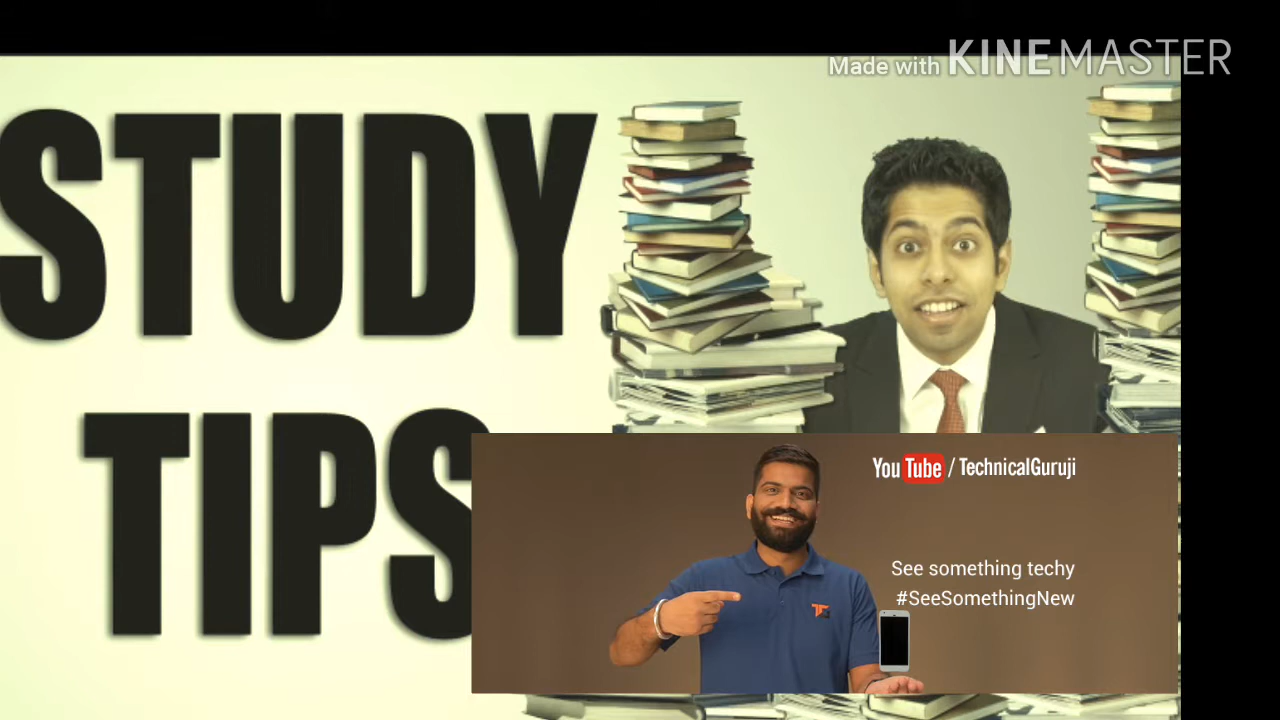 Made with KINEMASTER
STUDY
TIPS
YouTube / TechnicalGuruji
See something techy
#SeeSomethingNew